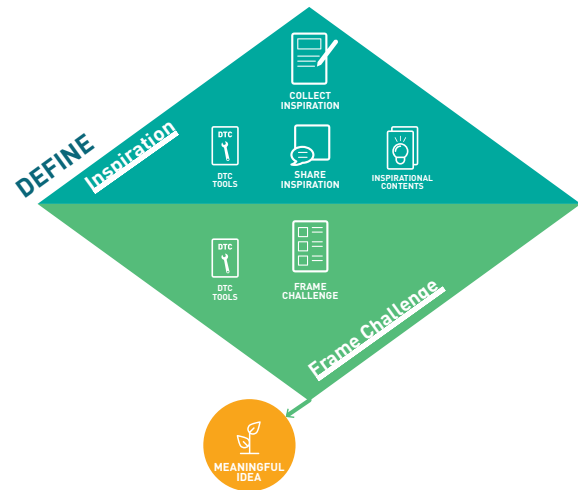 COLLECT
INSPIRATION
DEFINE
Inspiration
DTC
DTC
TOOLS
SHARE
INSPIRATION
INSPIRATIONAL
CONTENTS
DTC
DTC
TOOLS
FRAME
CHALLENGE
Frame Challenge
MEANINGFUL
IDEA